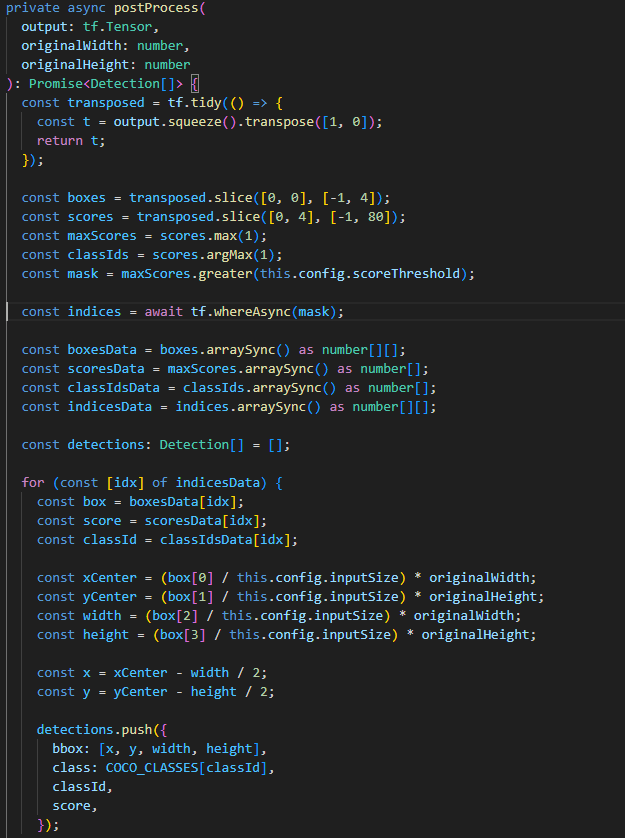 private async postProcess(
  output: tf.Tensor,
  originalWidth: number,
  originalHeight: number
): Promise<Detection[]> {
  const transposed = tf.tidy(() => {
    const t = output.squeeze().transpose([1, 0]);
    return t;
  });

  const boxes = transposed.slice([0, 0], [-1, 4]);
  const scores = transposed.slice([0, 4], [-1, 80]);
  const maxScores = scores.max(1);
  const classIds = scores.argMax(1);
  const mask = maxScores.greater(this.config.scoreThreshold);

  const indices = await tf.whereAsync(mask);

  const boxesData = boxes.arraySync() as number[][];
  const scoresData = maxScores.arraySync() as number[];
  const classIdsData = classIds.arraySync() as number[];
  const indicesData = indices.arraySync() as number[][];

  const detections: Detection[] = [];

  for (const [idx] of indicesData) {
    const box = boxesData[idx];
    const score = scoresData[idx];
    const classId = classIdsData[idx];

    const xCenter = (box[0] / this.config.inputSize) * originalWidth;
    const yCenter = (box[1] / this.config.inputSize) * originalHeight;
    const width = (box[2] / this.config.inputSize) * originalWidth;
    const height = (box[3] / this.config.inputSize) * originalHeight;

    const x = xCenter - width / 2;
    const y = yCenter - height / 2;

    detections.push({
      bbox: [x, y, width, height],
      class: COCO_CLASSES[classId],
      classId,
      score,
    });